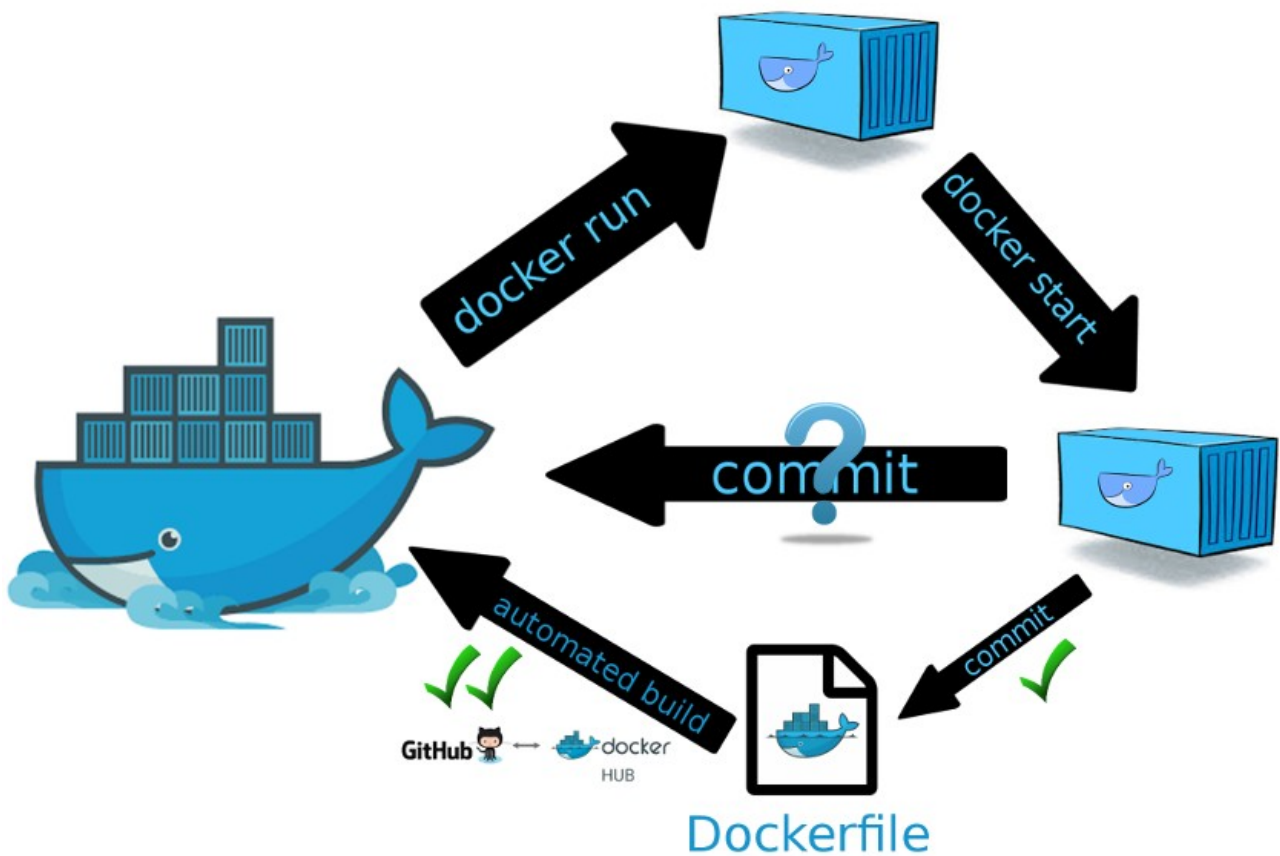 docker run
docker start
commit
commit
automated build
GitHub
docker
HUB
Dockerfile